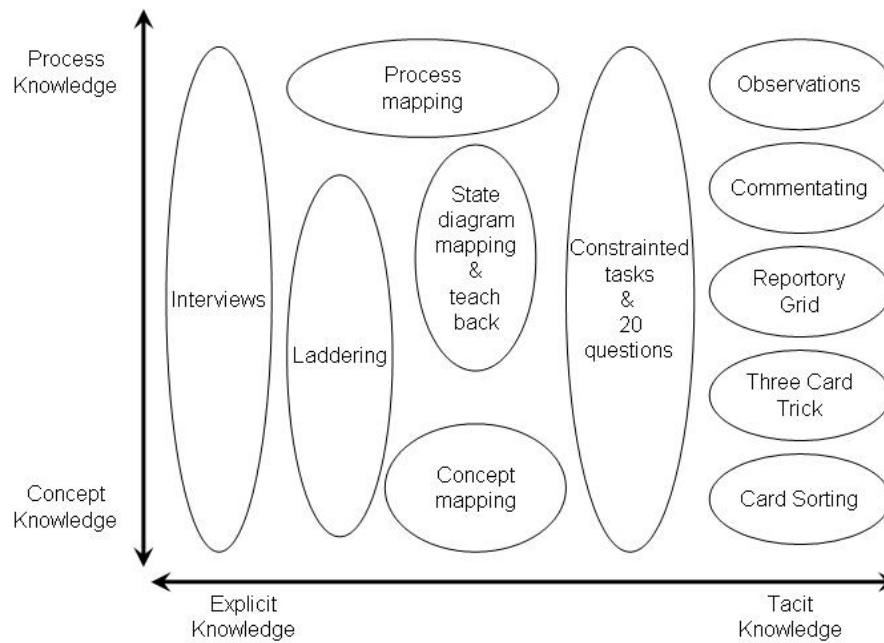 Process
Knowledge
Process
mapping
Observations
Commentating
State
diagram
mapping
&
teach
back
Constrainted
tasks
&
20
questions
Interviews
Laddering
Reportory
Grid
Three Card
Trick
Concept
Knowledge
Concept
mapping
Card Sorting
Explicit
Knowledge
Tacit
Knowledge